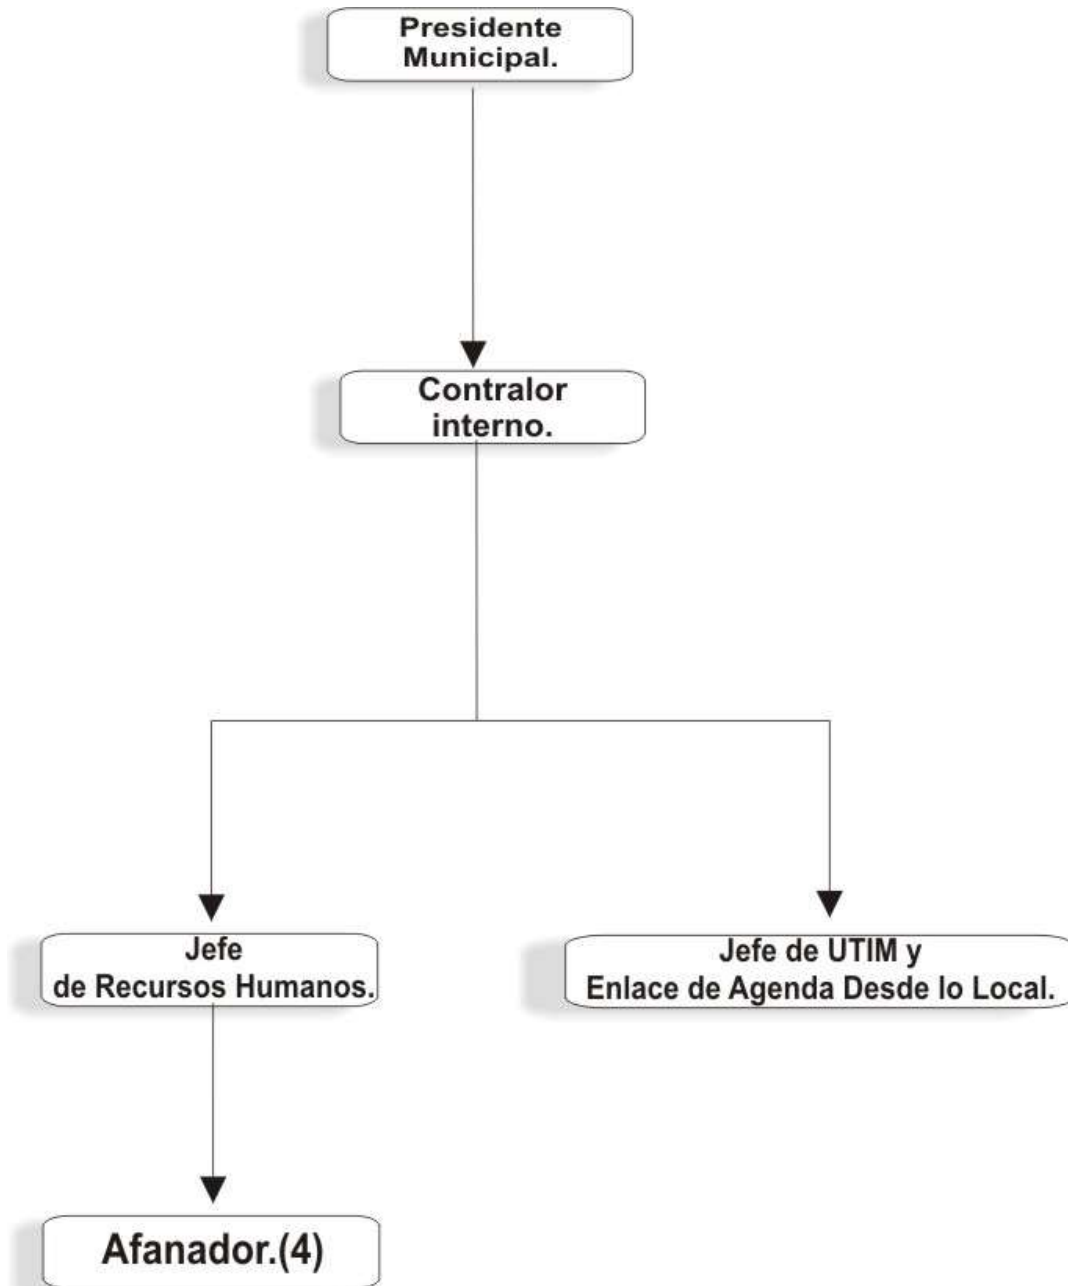 Presidente
Municipal.
Contralor
interno.
Jefe
de Recursos Humanos.
Jefe de UTIM y
Enlace de Agenda Desde lo Local.
Afanador.(4)